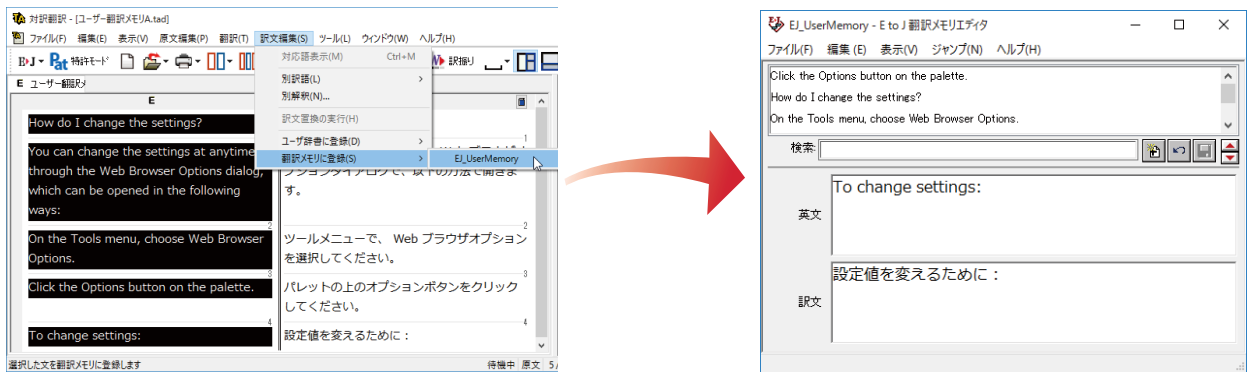 対訳翻訳 - [ユーザー翻訳メモリA.tad]
ファイル(F) 編集(E) 表示(V) 原文編集(P) 翻訳(T) 訳文編集(S) ツール(L) ウィンドウ(W) ヘルプ(H)
E›J Pat 特許モード 訳振り
対応語表示(M) Ctrl+M
別訳語(L) >
別解釈(N)...
訳文置換の実行(H)
ユーザ辞書に登録(D) >
翻訳メモリに登録(S) > EJ_UserMemory
E ユーザー翻訳メ
E
How do I change the settings?
1
You can change the settings at anytime
through the Web Browser Options dialog,
which can be opened in the following
ways:
プションダイアログで、以下の方法で開きま
す。
2 2
On the Tools menu, choose Web Browser
Options.
ツールメニューで、 Web ブラウザオプション
を選択してください。
3 3
Click the Options button on the palette.
パレットの上のオプションボタンをクリック
してください。
4 4
To change settings:
設定値を変えるために：
選択した文を翻訳メモリに登録します 待機中 原文 5/
EJ_UserMemory - E to J 翻訳メモリエディタ
ファイル(F) 編集 (E) 表示(V) ジャンプ(N) ヘルプ(H)
Click the Options button on the palette.
How do I change the settings?
On the Tools menu, choose Web Browser Options.
検索:
英文
To change settings:
訳文
設定値を変えるために：